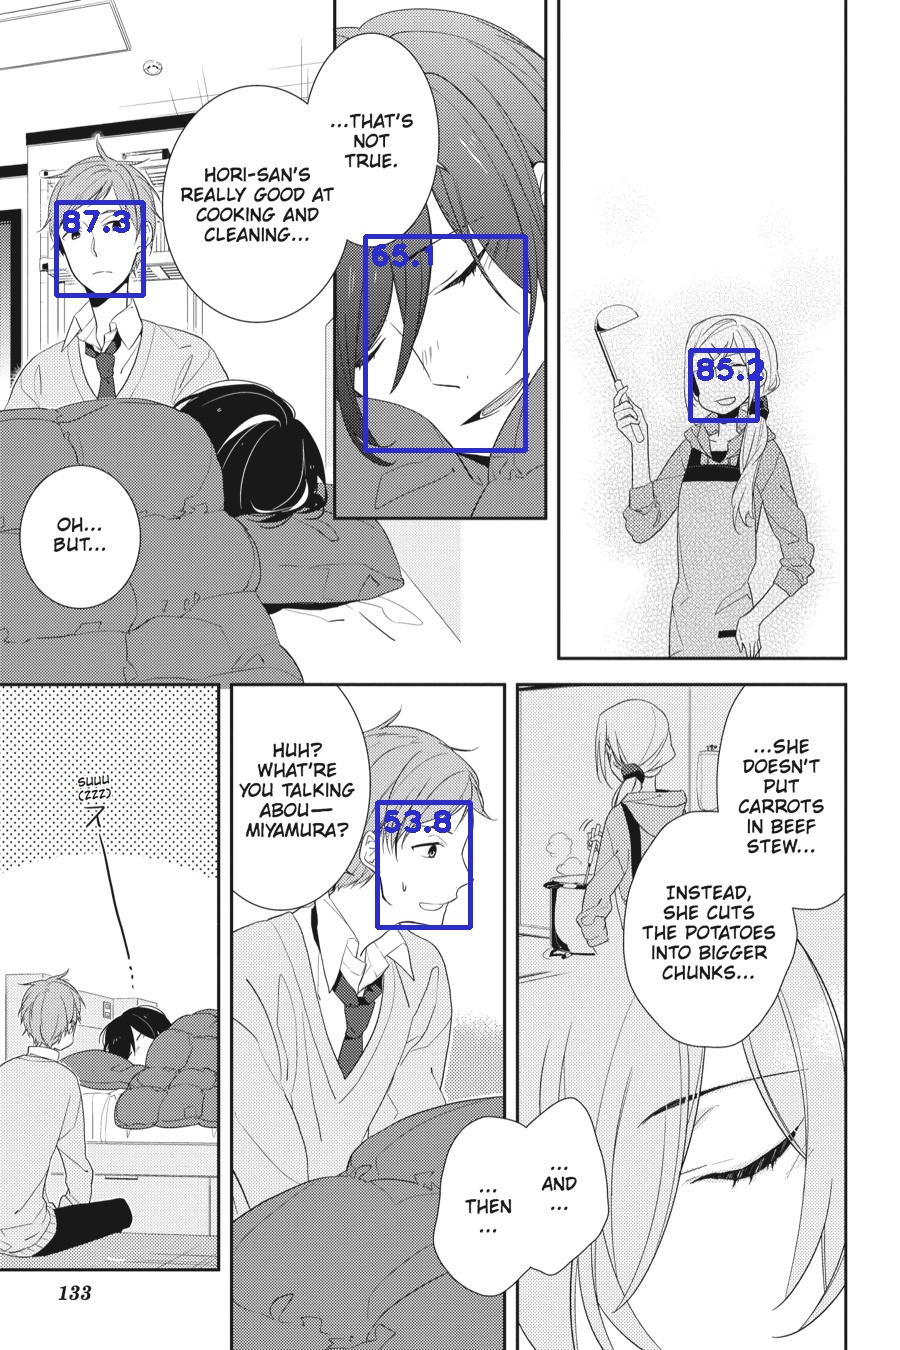 ...THAT'S
NOT
TRUE.
HORI-SAN'S
REALLY GOOD AT
COOKING AND
CLEANING...
OH...
BUT...
87.3
65.1
85.2
...SHE
DOESN'T
PUT
CARROTS
IN BEEF
STEW...
INSTEAD,
SHE CUTS
THE POTATOES
INTO BIGGER
CHUNKS...
...
AND
...
...
THEN
...
HUH?
WHAT'RE
YOU TALKING
ABOU—
MIYAMURA?
53.8
SUUU
(ZZZ)
ス
133